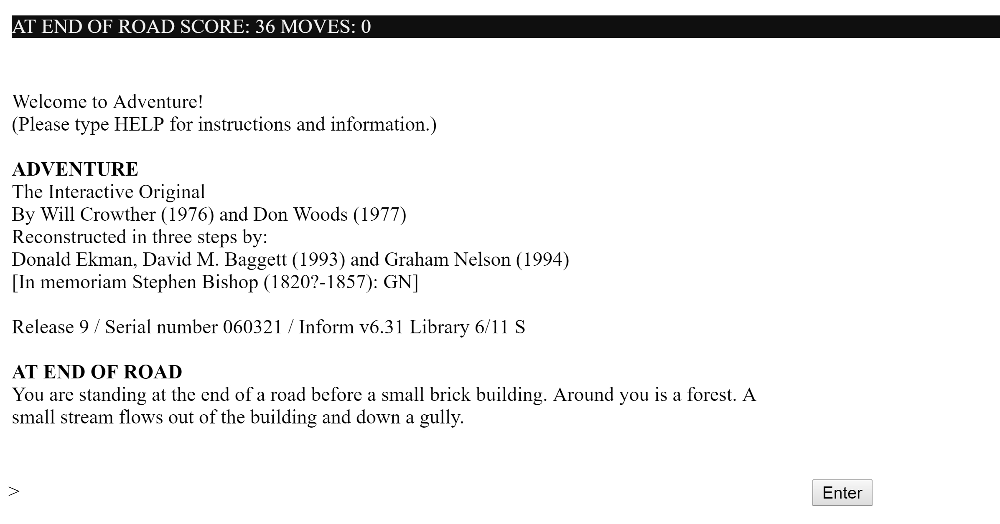 AT END OF ROAD SCORE: 36 MOVES: 0
Welcome to Adventure!
(Please type HELP for instructions and information.)
ADVENTURE
The Interactive Original
By Will Crowther (1976) and Don Woods (1977)
Reconstructed in three steps by:
Donald Ekman, David M. Baggett (1993) and Graham Nelson (1994)
[In memoriam Stephen Bishop (1820?-1857): GN]
Release 9 / Serial number 060321 / Inform v6.31 Library 6/11 S
AT END OF ROAD
You are standing at the end of a road before a small brick building. Around you is a forest. A
small stream flows out of the building and down a gully.
>
Enter